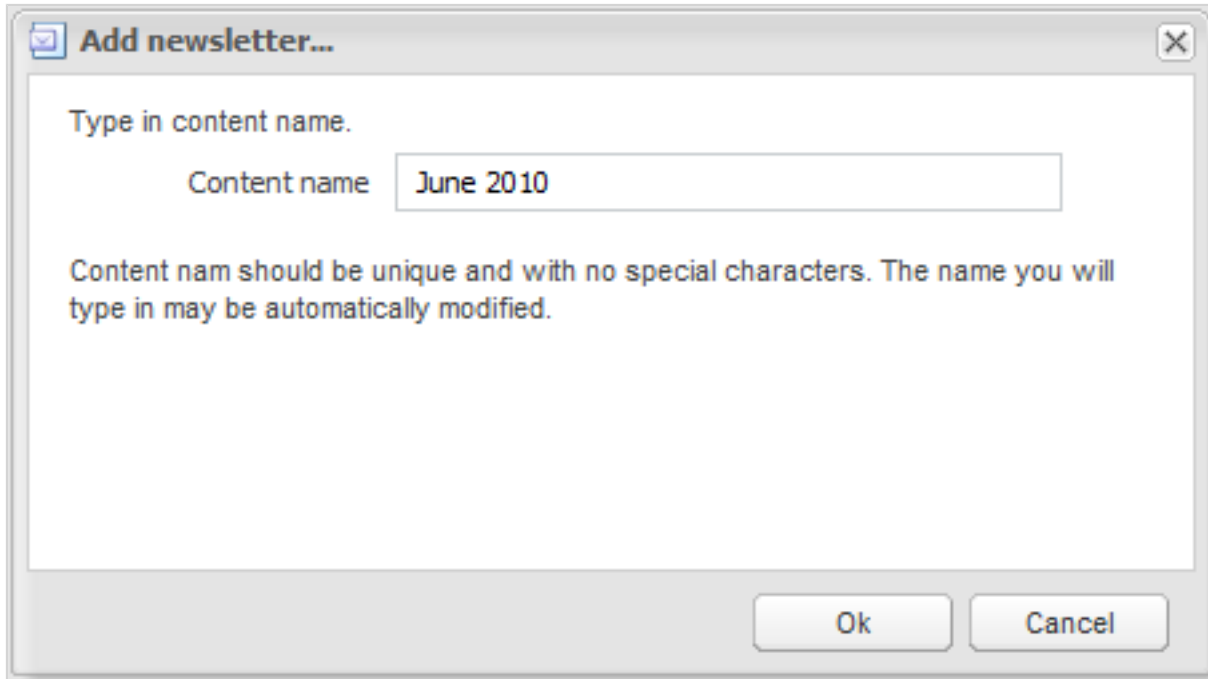 Add newsletter...
Type in content name.
Content name June 2010
Content nam should be unique and with no special characters. The name you will
type in may be automatically modified.
Ok Cancel